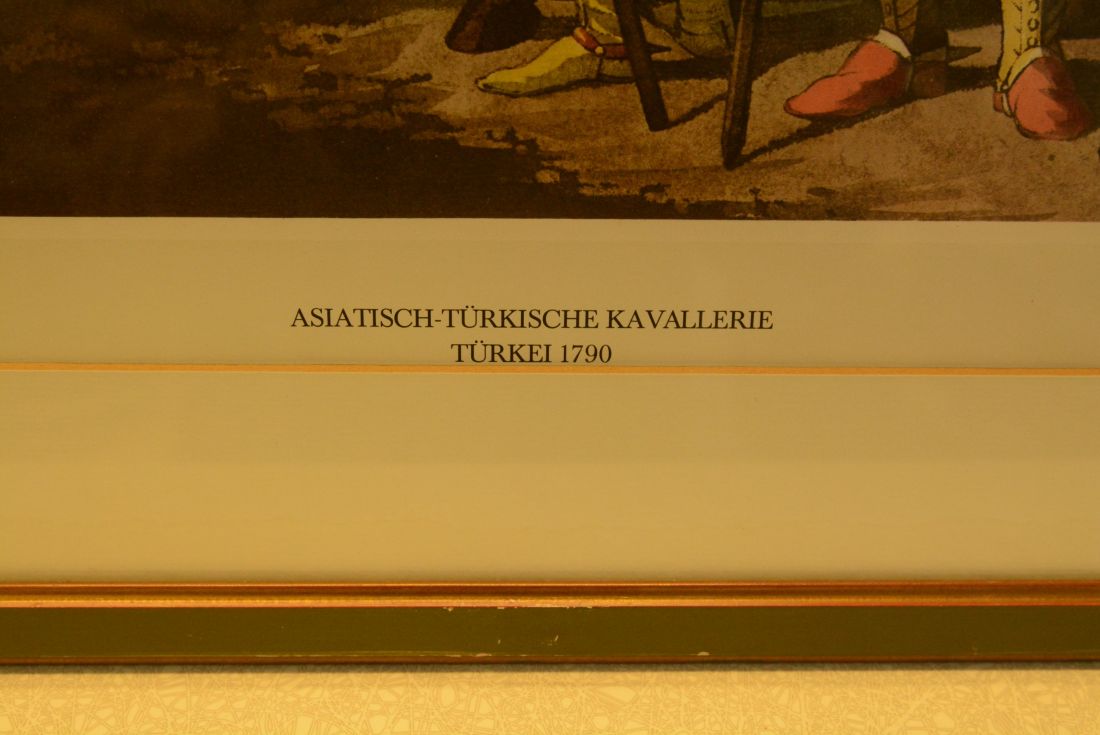 ASIATISCH-TÜRKISCHE KAVALLERIE
TÜRKEI 1790